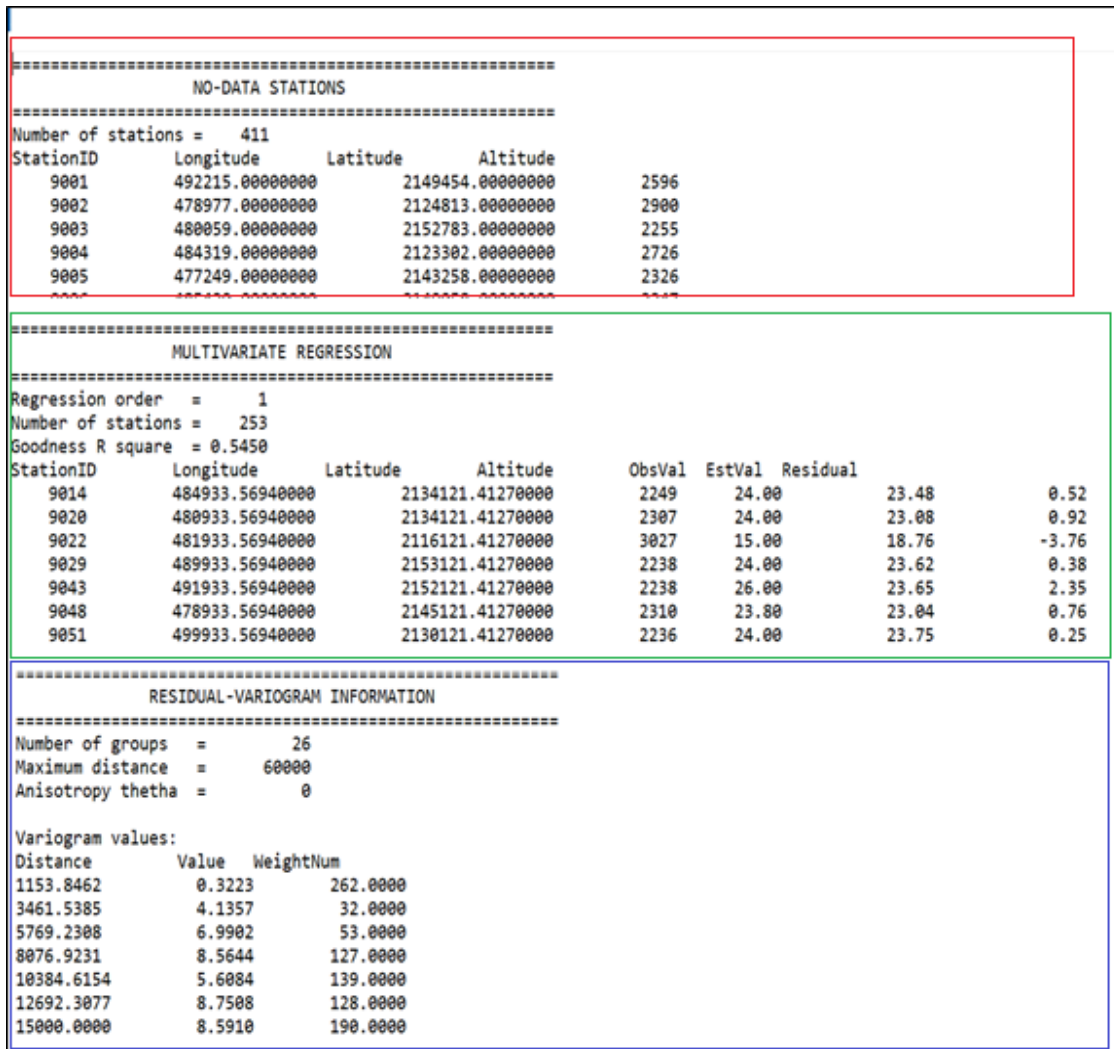 ============================================================
NO-DATA STATIONS
============================================================
Number of stations = 411
StationID Longitude Latitude Altitude
9001 492215.00000000 2149454.00000000 2596
9002 478977.00000000 2124813.00000000 2900
9003 480059.00000000 2152783.00000000 2255
9004 484319.00000000 2123302.00000000 2726
9005 477249.00000000 2143258.00000000 2326
============================================================
MULTIVARIATE REGRESSION
============================================================
Regression order = 1
Number of stations = 253
Goodness R square = 0.5450
StationID Longitude Latitude Altitude ObsVal EstVal Residual
9014 484933.56940000 2134121.41270000 2249 24.00 23.48 0.52
9020 480933.56940000 2134121.41270000 2307 24.00 23.08 0.92
9022 481933.56940000 2116121.41270000 3027 15.00 18.76 -3.76
9029 489933.56940000 2153121.41270000 2238 24.00 23.62 0.38
9043 491933.56940000 2152121.41270000 2238 26.00 23.65 2.35
9048 478933.56940000 2145121.41270000 2310 23.80 23.04 0.76
9051 499933.56940000 2130121.41270000 2236 24.00 23.75 0.25
============================================================
RESIDUAL-VARIOGRAM INFORMATION
============================================================
Number of groups = 26
Maximum distance = 60000
Anisotropy thetha = 0
Variogram values:
Distance Value WeightNum
1153.8462 0.3223 262.0000
3461.5385 4.1357 32.0000
5769.2308 6.9902 53.0000
8076.9231 8.5644 127.0000
10384.6154 5.6084 139.0000
12692.3077 8.7508 128.0000
15000.0000 8.5910 190.0000